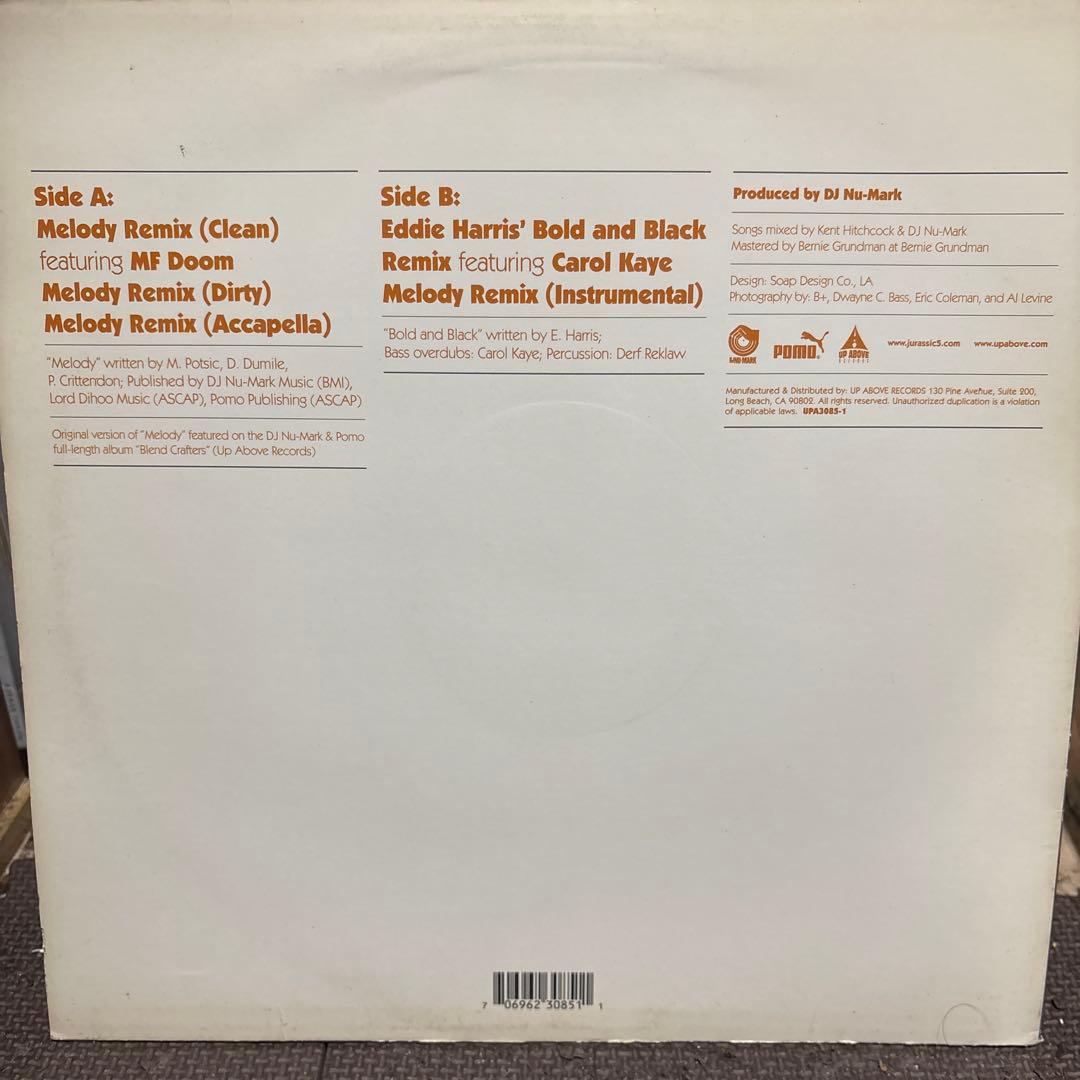 Side A:
Melody Remix (Clean)
featuring MF Doom
Melody Remix (Dirty)
Melody Remix (Accapella)
"Melody" written by M. Potsic, D. Dumile,
P. Crittendon; Published by DJ Nu-Mark Music (BMI),
Lord Dihoo Music (ASCAP), Pomo Publishing (ASCAP)
Original version of "Melody" featured on the DJ Nu-Mark & Pomo
full-length album "Blend Crafters" (Up Above Records)
Side B:
Eddie Harris' Bold and Black
Remix featuring Carol Kaye
Melody Remix (Instrumental)
"Bold and Black" written by E. Harris;
Bass overdubs: Carol Kaye; Percussion: Derf Reklaw
Produced by DJ Nu-Mark
Songs mixed by Kent Hitchcock & DJ Nu-Mark
Mastered by Bernie Grundman at Bernie Grundman
Design: Soap Design Co., LA
Photography by: B+, Dwayne C. Bass, Eric Coleman, and Al Levine
DJ NU-MARK
POMO.
UP ABOVE
RECORDS
www.jurassic5.com www.upabove.com
Manufactured & Distributed by: UP ABOVE RECORDS 130 Pine Avenue, Suite 200,
Long Beach, CA 90802. All rights reserved. Unauthorized duplication is a violation
of applicable laws. UPA3085-1
7 06962 30851 1